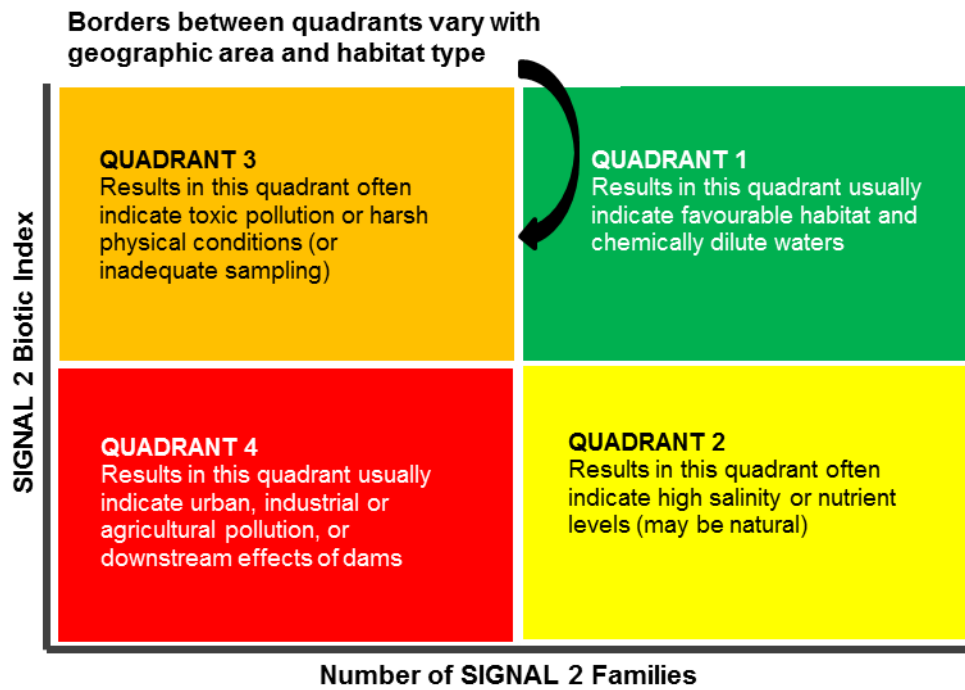 Borders between quadrants vary with
geographic area and habitat type
QUADRANT 3
Results in this quadrant often
indicate toxic pollution or harsh
physical conditions (or
inadequate sampling)
QUADRANT 1
Results in this quadrant usually
indicate favourable habitat and
chemically dilute waters
SIGNAL 2 Biotic Index
QUADRANT 4
Results in this quadrant usually
indicate urban, industrial or
agricultural pollution, or
downstream effects of dams
QUADRANT 2
Results in this quadrant often
indicate high salinity or nutrient
levels (may be natural)
Number of SIGNAL 2 Families